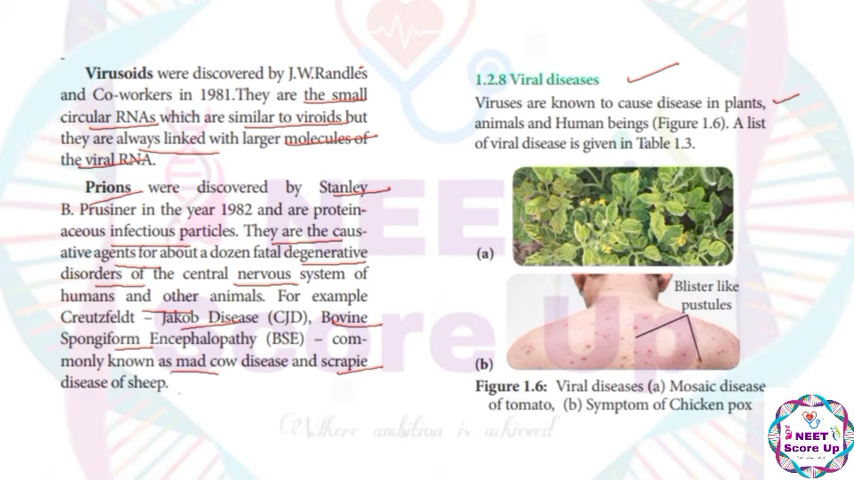 Virusoids were discovered by J.W.Randles
and Co-workers in 1981.They are the small
circular RNAs which are similar to viroids but
they are always linked with larger molecules of
the viral RNA.
Prions were discovered by Stanley
B. Prusiner in the year 1982 and are protein-
aceous infectious particles. They are the caus-
ative agents for about a dozen fatal degenerative
disorders of the central nervous system of
humans and other animals. For example
Creutzfeldt – Jakob Disease (CJD), Bovine
Spongiform Encephalopathy (BSE) – com-
monly known as mad cow disease and scrapie
disease of sheep.
1.2.8 Viral diseases
Viruses are known to cause disease in plants,
animals and Human beings (Figure 1.6). A list
of viral disease is given in Table 1.3.
(a)
Blister like
pustules
(b)
Figure 1.6: Viral diseases (a) Mosaic disease
of tomato, (b) Symptom of Chicken pox
NEET
Score Up
Where ambition is achieved
NEET
Score Up